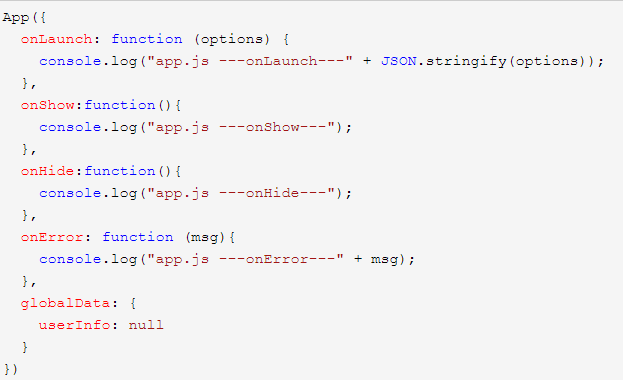 App({
  onLaunch: function (options) {
    console.log("app.js ---onLaunch---" + JSON.stringify(options));
  },
  onShow:function(){
    console.log("app.js ---onShow---");
  },
  onHide:function(){
    console.log("app.js ---onHide---");
  },
  onError: function (msg){
    console.log("app.js ---onError---" + msg);
  },
  globalData: {
    userInfo: null
  }
})